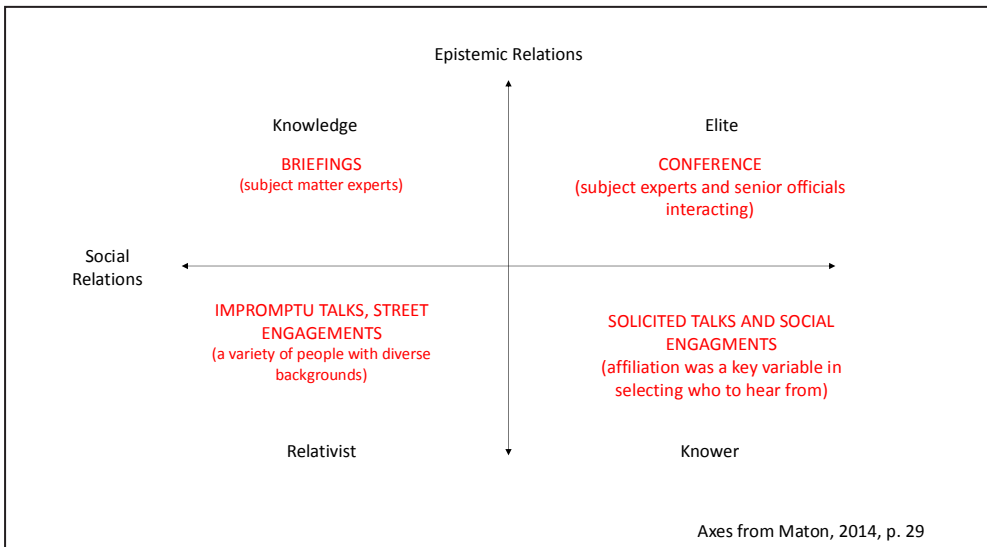 Epistemic Relations
Knowledge
BRIEFINGS
(subject matter experts)
Elite
CONFERENCE
(subject experts and senior officials
interacting)
Social
Relations
IMPROMPTU TALKS, STREET
ENGAGEMENTS
(a variety of people with diverse
backgrounds)
SOLICITED TALKS AND SOCIAL
ENGAGMENTS
(affiliation was a key variable in
selecting who to hear from)
Relativist
Knower
Axes from Maton, 2014, p. 29